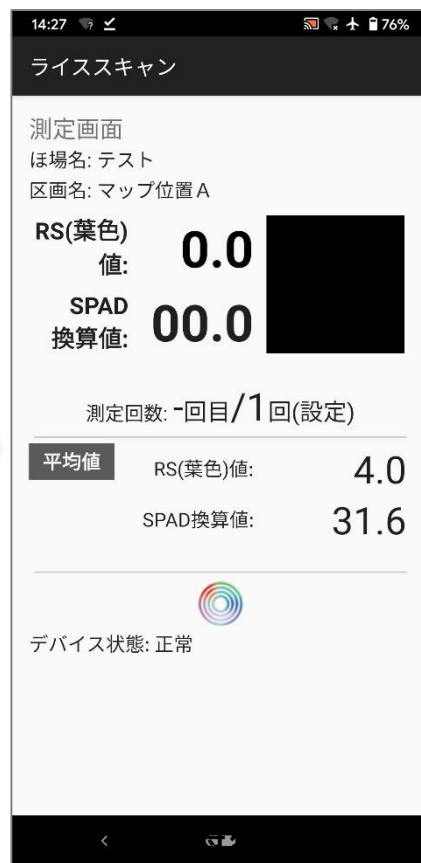 14:27
76%
ライススキャン
測定画面
ほ場名: テスト
区画名: マップ位置A
RS(葉色)
値:
0.0
SPAD
換算値:
00.0
測定回数: -回目/1回(設定)
平均値
RS(葉色)値:
4.0
SPAD換算値:
31.6
デバイス状態: 正常